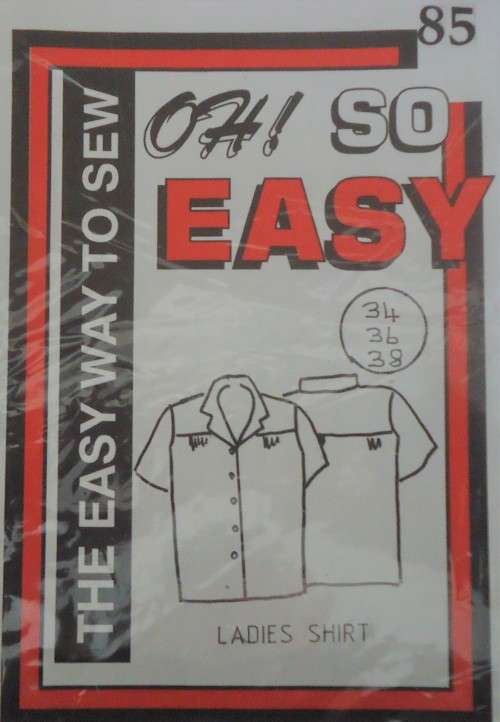 85
OH! SO
EASY
THE EASY WAY TO SEW
34
36
38
LADIES SHIRT